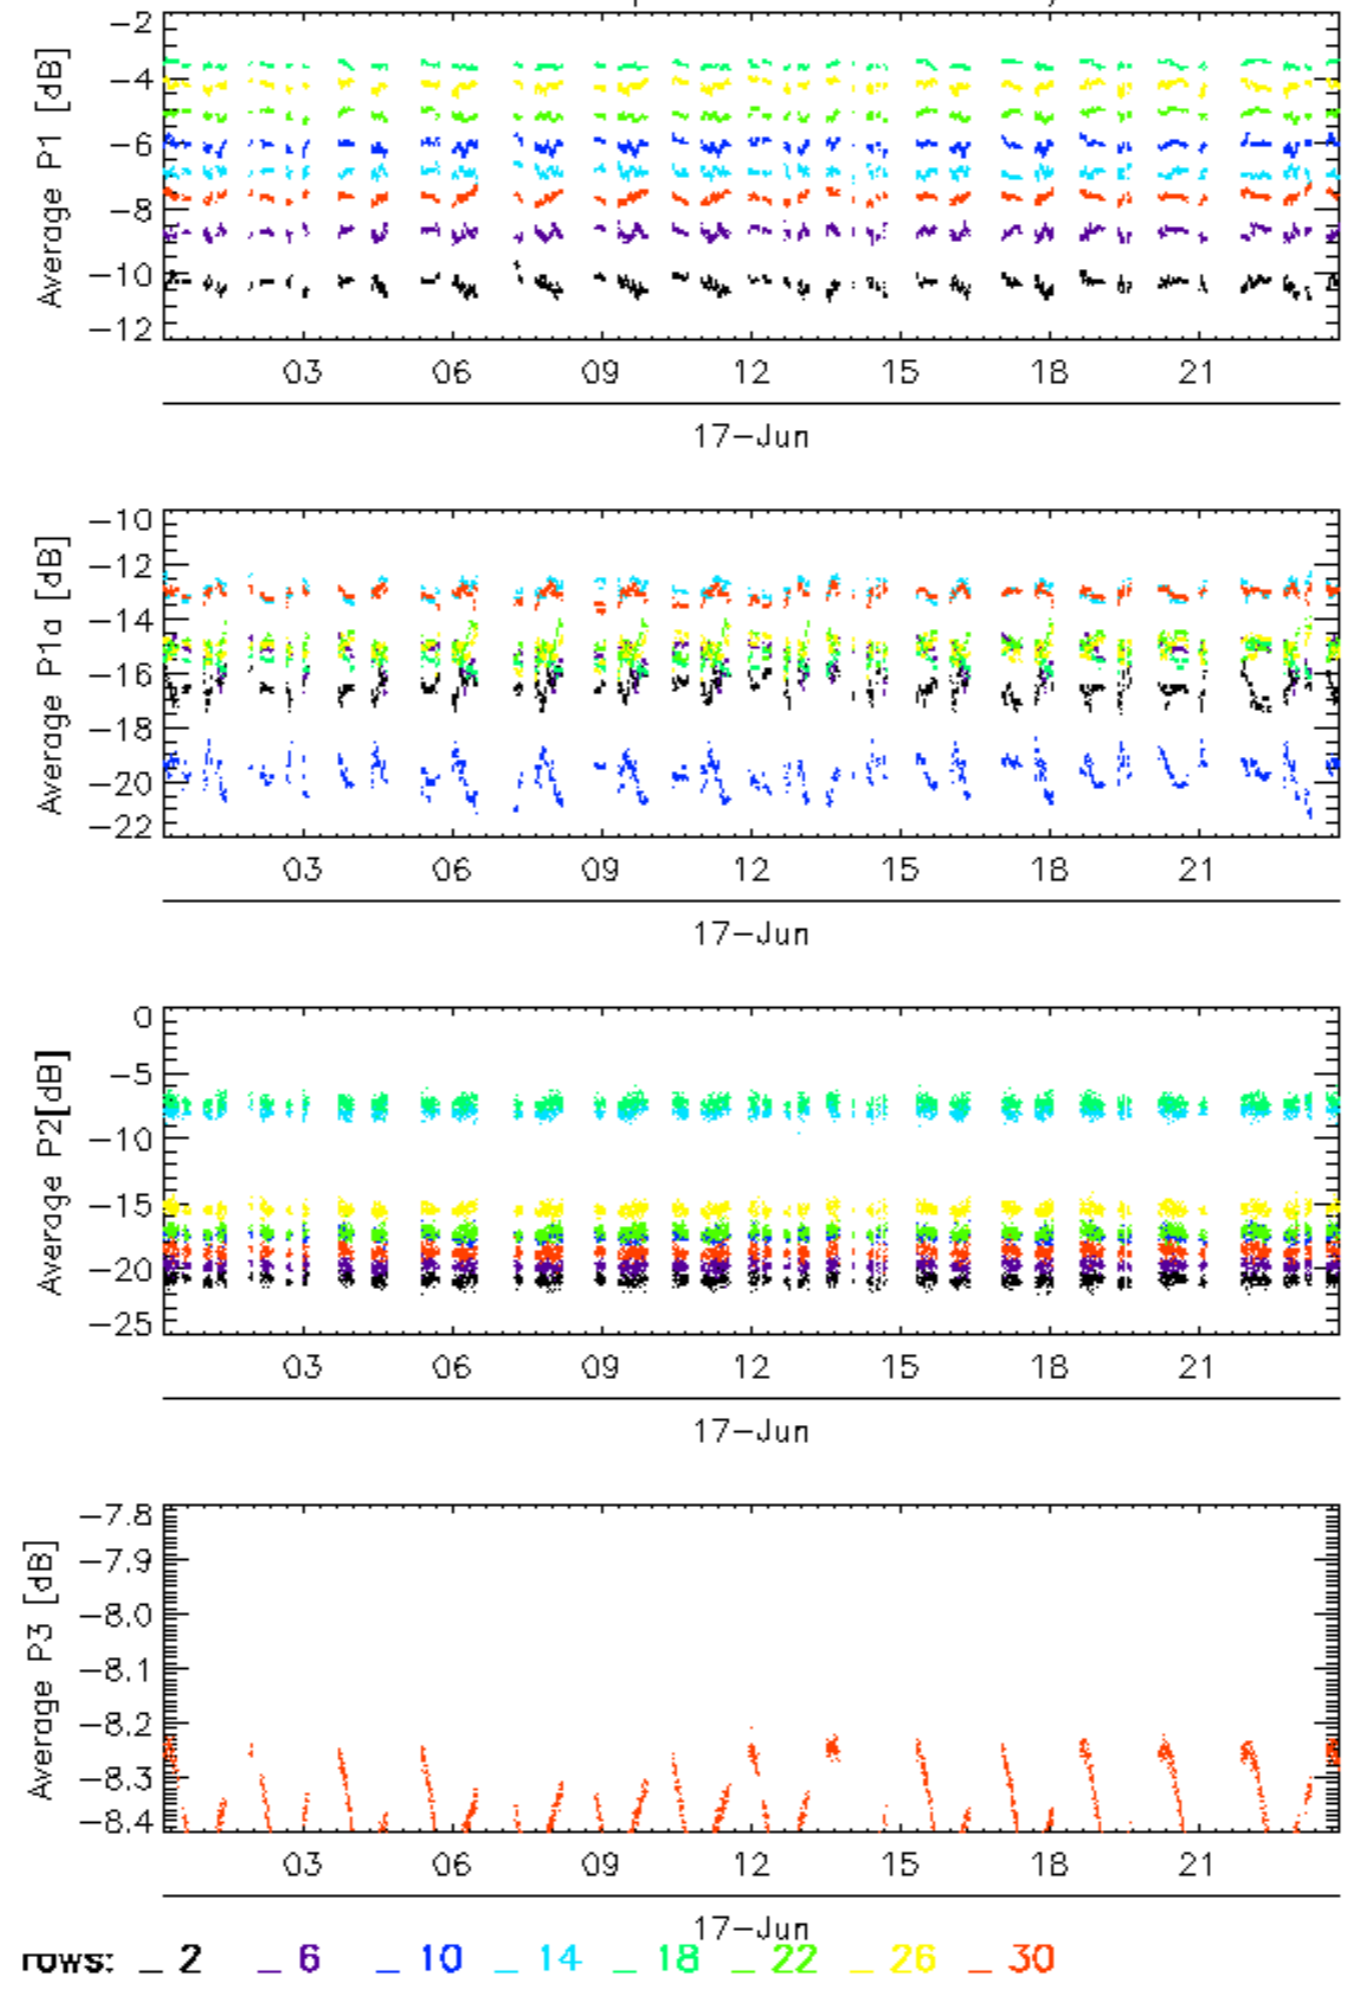 -2
-4
-6
-8
-10
-12
Average P1 [dB]
03 06 09 12 15 18 21
17-Jun
-10
-12
-14
-16
-18
-20
-22
Average P1a [dB]
03 06 09 12 15 18 21
17-Jun
0
-5
-10
-15
-20
-25
Average P2[dB]
03 06 09 12 15 18 21
17-Jun
-7.8
-7.9
-8.0
-8.1
-8.2
-8.3
-8.4
Average P3 [dB]
03 06 09 12 15 18 21
17-Jun
rows: _ 2 _ 6 _ 10 _ 14 _ 18 _ 22 _ 26 _ 30